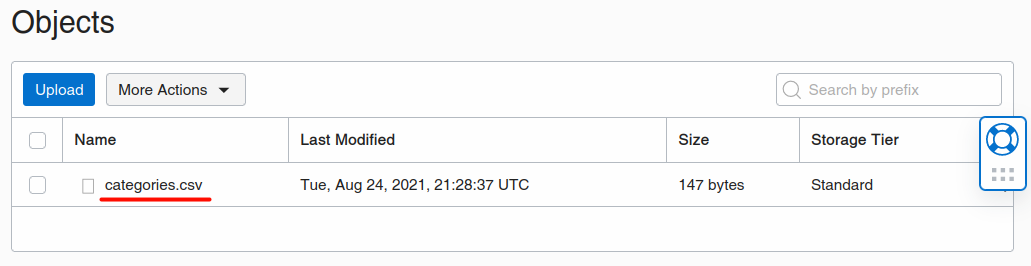 Objects
Upload More Actions Search by prefix
Name Last Modified Size Storage Tier
categories.csv Tue, Aug 24, 2021, 21:28:37 UTC 147 bytes Standard